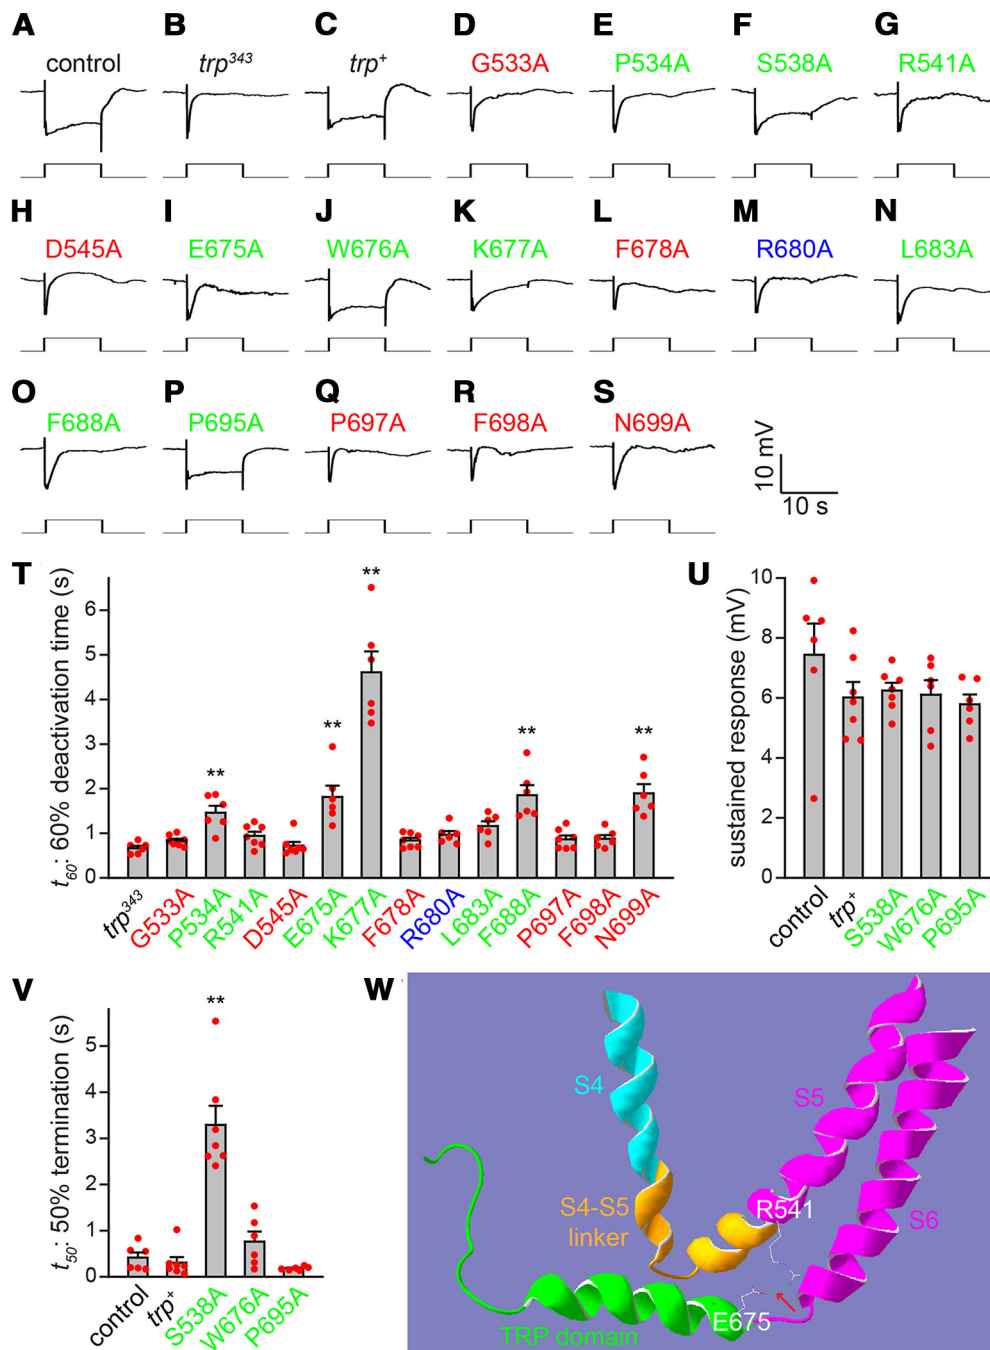 A B C D E F G
control trp³⁴³ trp⁺ G533A P534A S538A R541A
H I J K L M N
D545A E675A W676A K677A F678A R680A L683A
O P Q R S
F688A P695A P697A F698A N699A
10 mV
10 s
T
t₆₀: 60% deactivation time (s)
6
5
4
3
2
1
0
** ** ** ** **
trp³⁴³ G533A P534A R541A D545A E675A K677A F678A R680A L683A F688A P697A F698A N699A
U
sustained response (mV)
10
8
6
4
2
0
control trp⁺ S538A W676A P695A
V
t₅₀: 50% termination (s)
5
4
3
2
1
0
**
control trp⁺ S538A W676A P695A
W
S4
S5
S4-S5
linker
R541
S6
E675
TRP domain